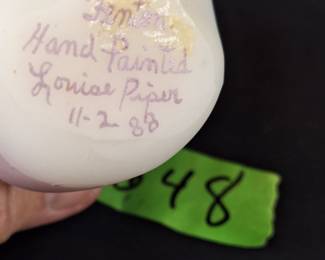 Fenton
Hand Painted
Louise Piper
11-2-88
48